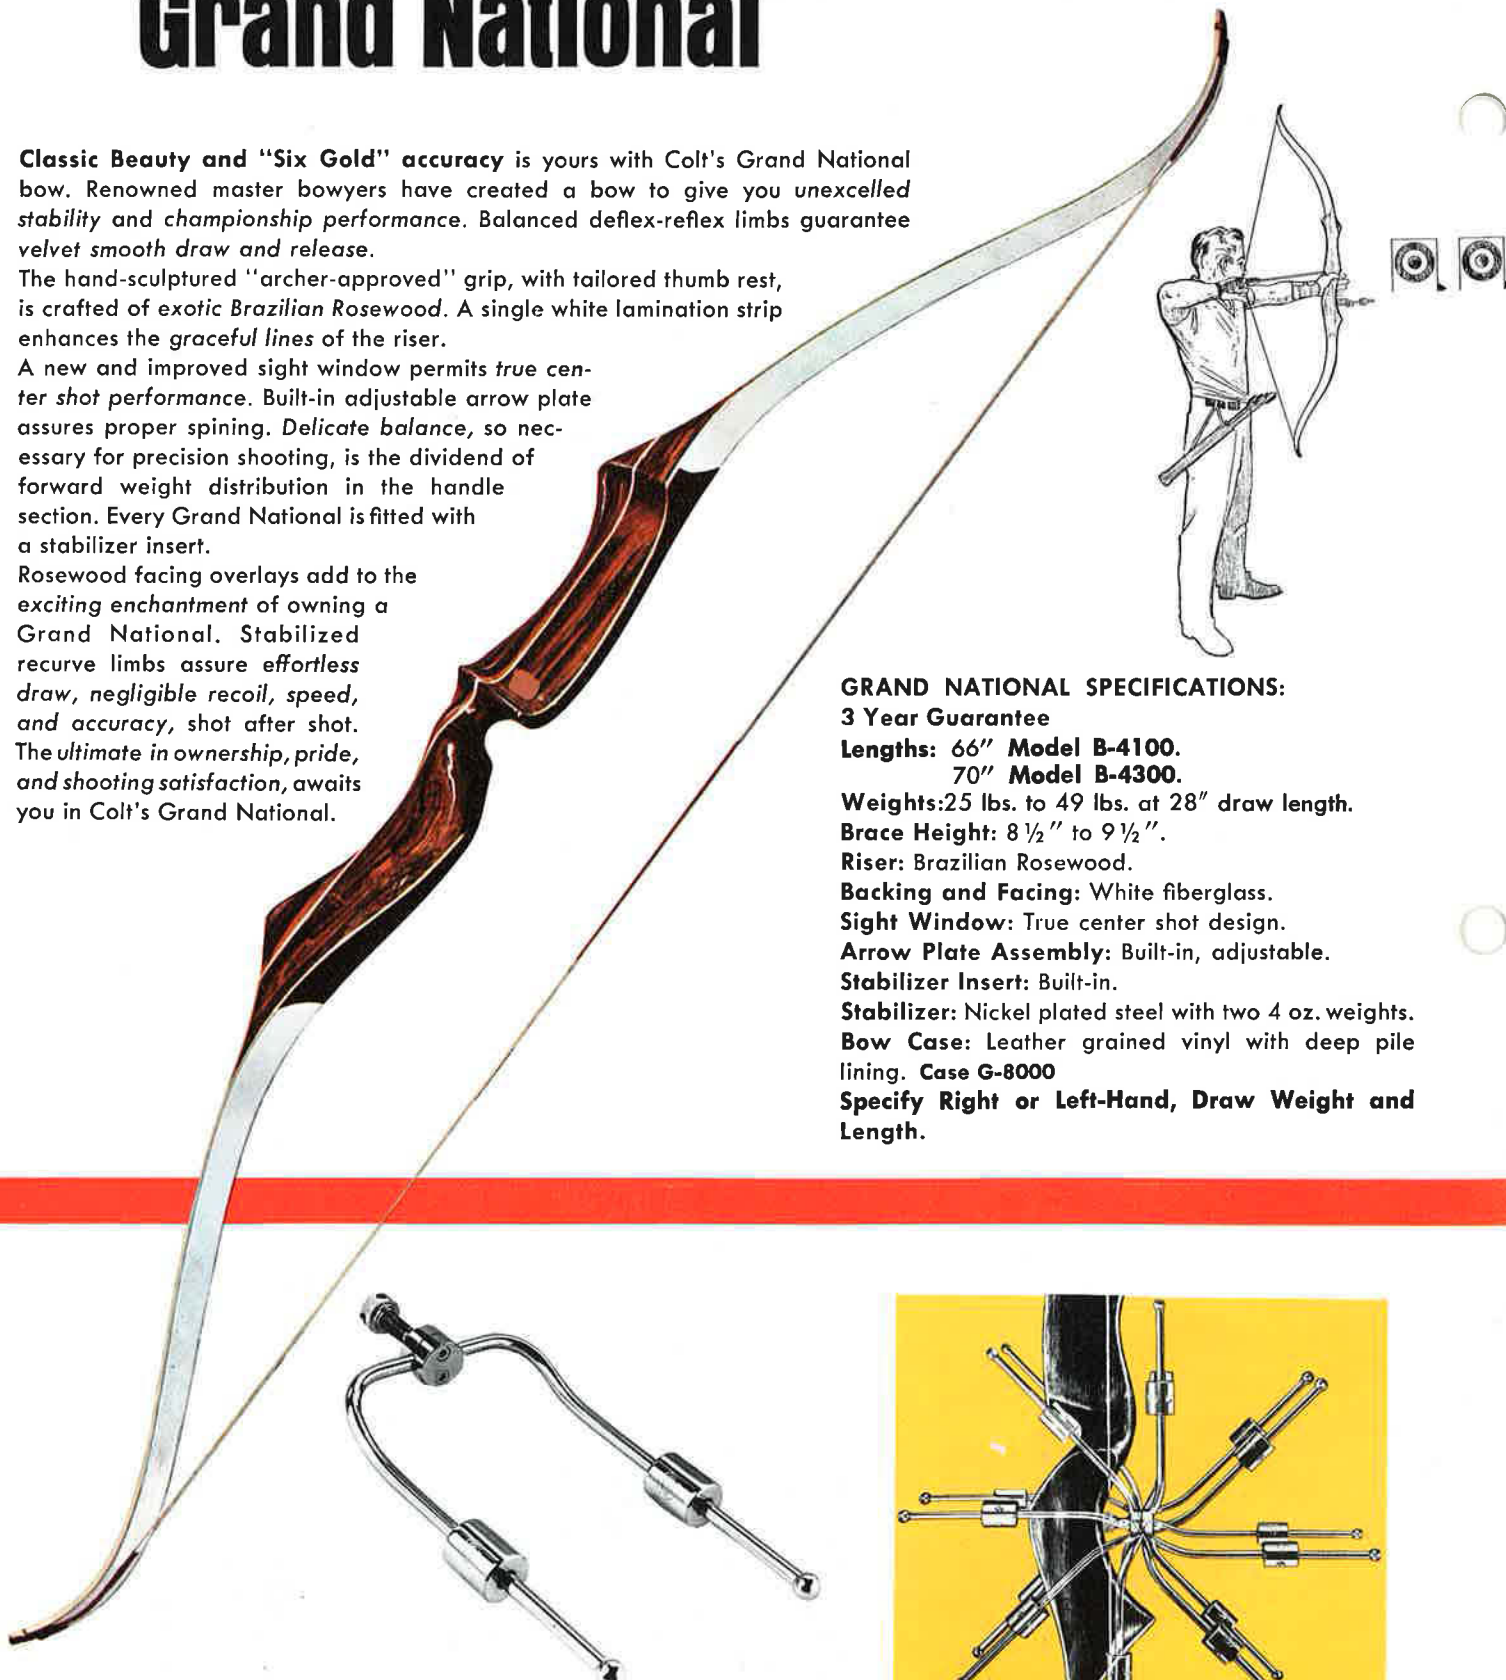 Grand National
Classic Beauty and "Six Gold" accuracy is yours with Colt's Grand National
bow. Renowned master bowyers have created a bow to give you unexcelled
stability and championship performance. Balanced deflex-reflex limbs guarantee
velvet smooth draw and release.
The hand-sculptured "archer-approved" grip, with tailored thumb rest,
is crafted of exotic Brazilian Rosewood. A single white lamination strip
enhances the graceful lines of the riser.
A new and improved sight window permits true cen-
ter shot performance. Built-in adjustable arrow plate
assures proper spining. Delicate balance, so nec-
essary for precision shooting, is the dividend of
forward weight distribution in the handle
section. Every Grand National is fitted with
a stabilizer insert.
Rosewood facing overlays add to the
exciting enchantment of owning a
Grand National. Stabilized
recurve limbs assure effortless
draw, negligible recoil, speed,
and accuracy, shot after shot.
The ultimate in ownership, pride,
and shooting satisfaction, awaits
you in Colt's Grand National.
GRAND NATIONAL SPECIFICATIONS:
3 Year Guarantee
Lengths: 66" Model B-4100.
70" Model B-4300.
Weights:25 lbs. to 49 lbs. at 28" draw length.
Brace Height: 8½" to 9½".
Riser: Brazilian Rosewood.
Backing and Facing: White fiberglass.
Sight Window: True center shot design.
Arrow Plate Assembly: Built-in, adjustable.
Stabilizer Insert: Built-in.
Stabilizer: Nickel plated steel with two 4 oz. weights.
Bow Case: Leather grained vinyl with deep pile
lining. Case G-8000
Specify Right or Left-Hand, Draw Weight and
Length.